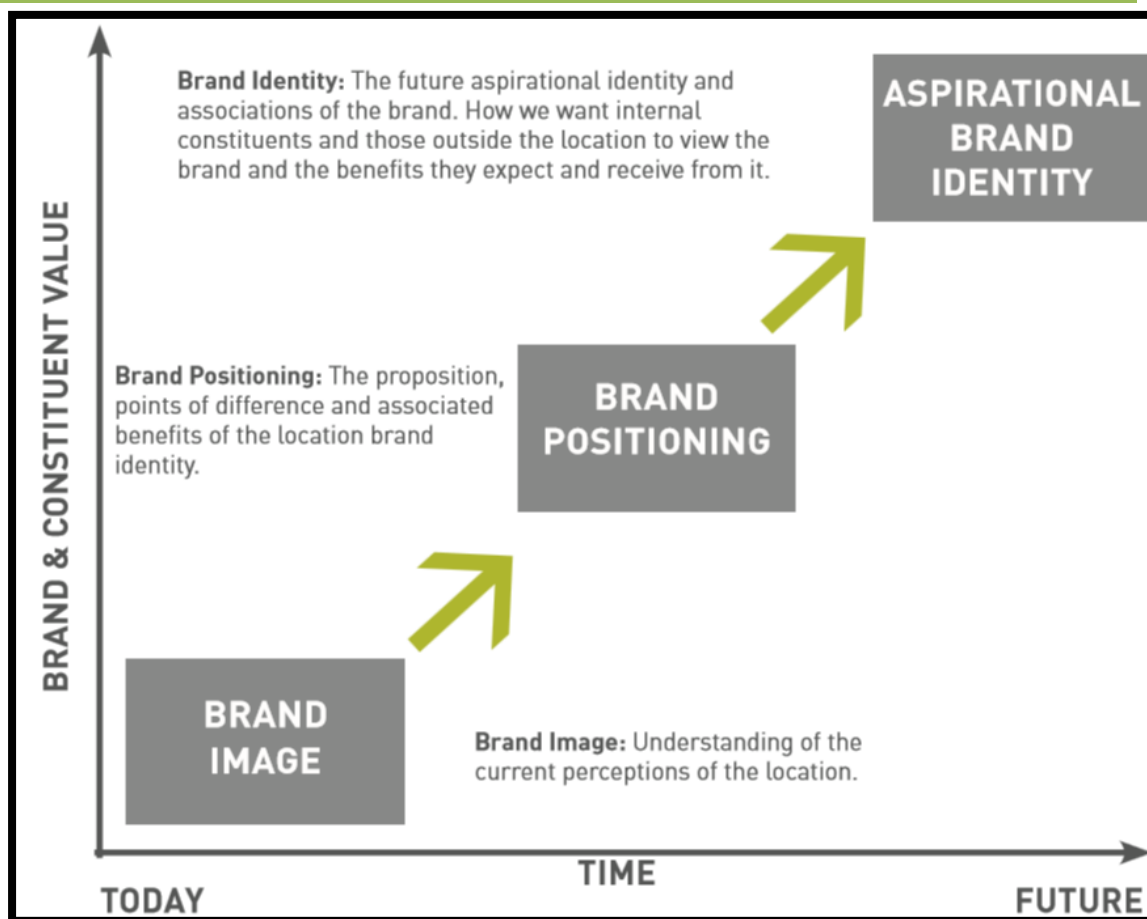 Brand Identity: The future aspirational identity and
associations of the brand. How we want internal
constituents and those outside the location to view the
brand and the benefits they expect and receive from it.
ASPIRATIONAL
BRAND
IDENTITY
BRAND & CONSTITUENT VALUE
Brand Positioning: The proposition,
points of difference and associated
benefits of the location brand
identity.
BRAND
POSITIONING
BRAND
IMAGE
Brand Image: Understanding of the
current perceptions of the location.
TIME
TODAY
FUTURE